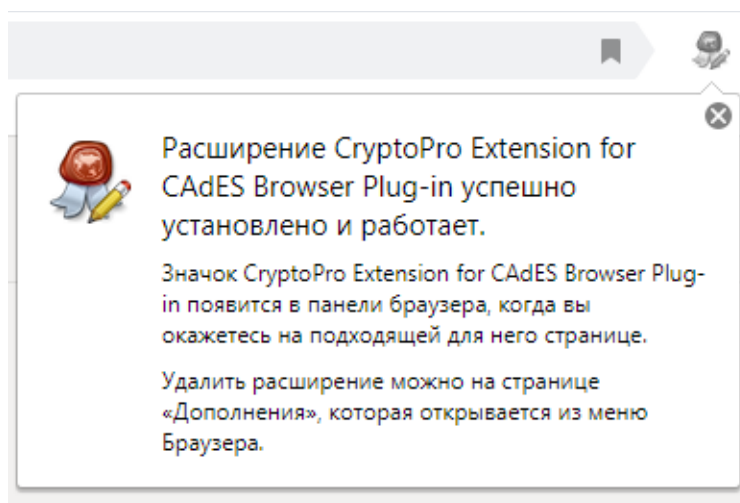 Расширение CryptoPro Extension for
CAdES Browser Plug-in успешно
установлено и работает.
Значок CryptoPro Extension for CAdES Browser Plug-
in появится в панели браузера, когда вы
окажетесь на подходящей для него странице.
Удалить расширение можно на странице
«Дополнения», которая открывается из меню
Браузера.